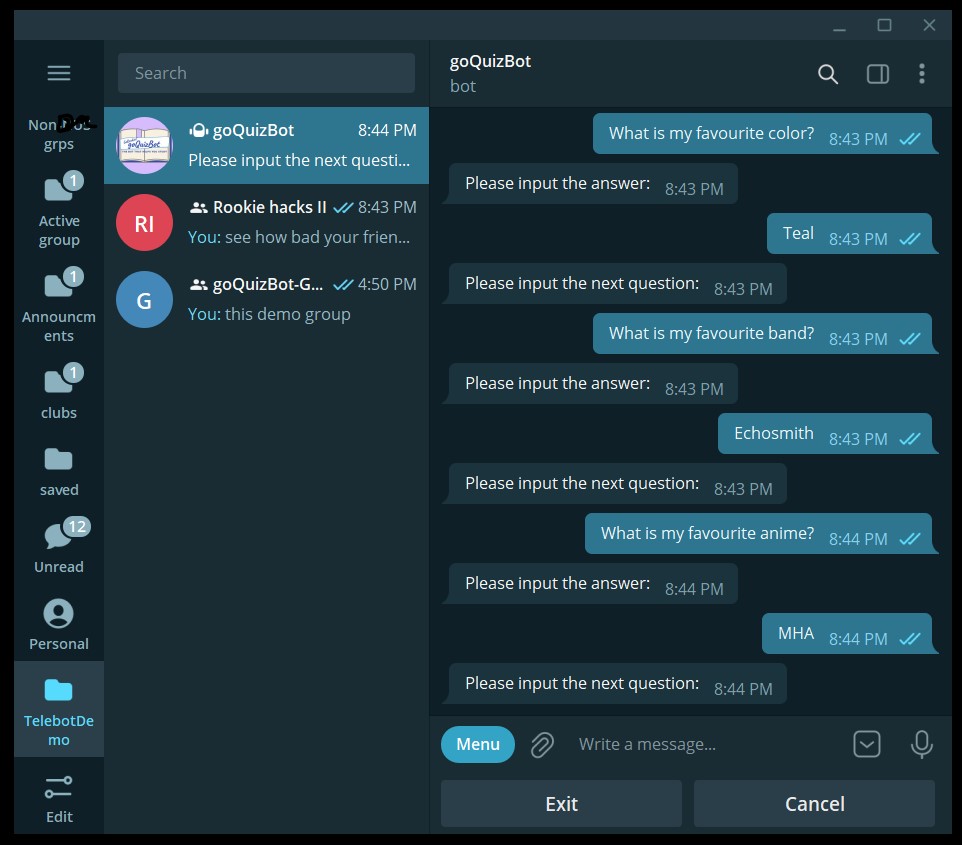 Search
goQuizBot
bot
Non
grps
1
Active
group
1
Announcm
ents
1
clubs
saved
12
Unread
Personal
TelebotDe
mo
Edit
goQuizBot
goQuizBot 8:44 PM
Please input the next questi...
RI
Rookie hacks II 8:43 PM
You: see how bad your frien...
G
goQuizBot-G... 4:50 PM
You: this demo group
What is my favourite color? 8:43 PM
Please input the answer: 8:43 PM
Teal 8:43 PM
Please input the next question: 8:43 PM
What is my favourite band? 8:43 PM
Please input the answer: 8:43 PM
Echosmith 8:43 PM
Please input the next question: 8:43 PM
What is my favourite anime? 8:44 PM
Please input the answer: 8:44 PM
MHA 8:44 PM
Please input the next question: 8:44 PM
Menu
Write a message...
Exit
Cancel